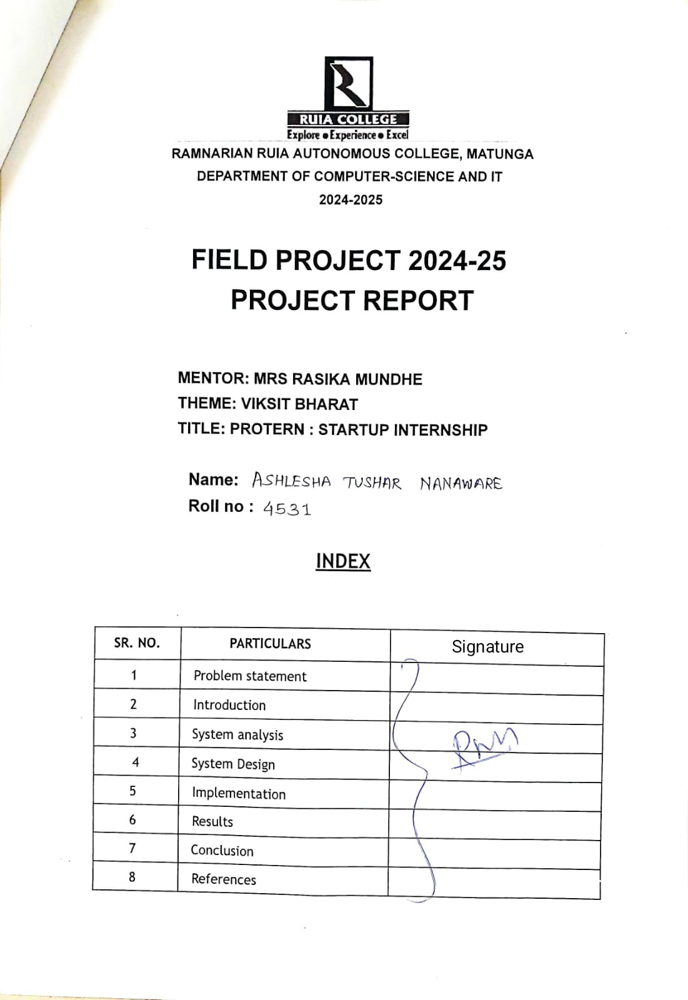 R
RUIA COLLEGE
Explore ● Experience ● Excel
RAMNARIAN RUIA AUTONOMOUS COLLEGE, MATUNGA
DEPARTMENT OF COMPUTER-SCIENCE AND IT
2024-2025
FIELD PROJECT 2024-25
PROJECT REPORT
MENTOR: MRS RASIKA MUNDHE
THEME: VIKSIT BHARAT
TITLE: PROTERN : STARTUP INTERNSHIP
Name: ASHLESHA TUSHAR NANAWARE
Roll no : 4531
INDEX
SR. NO. PARTICULARS Signature
1 Problem statement
2 Introduction
3 System analysis
4 System Design
5 Implementation
6 Results
7 Conclusion
8 References